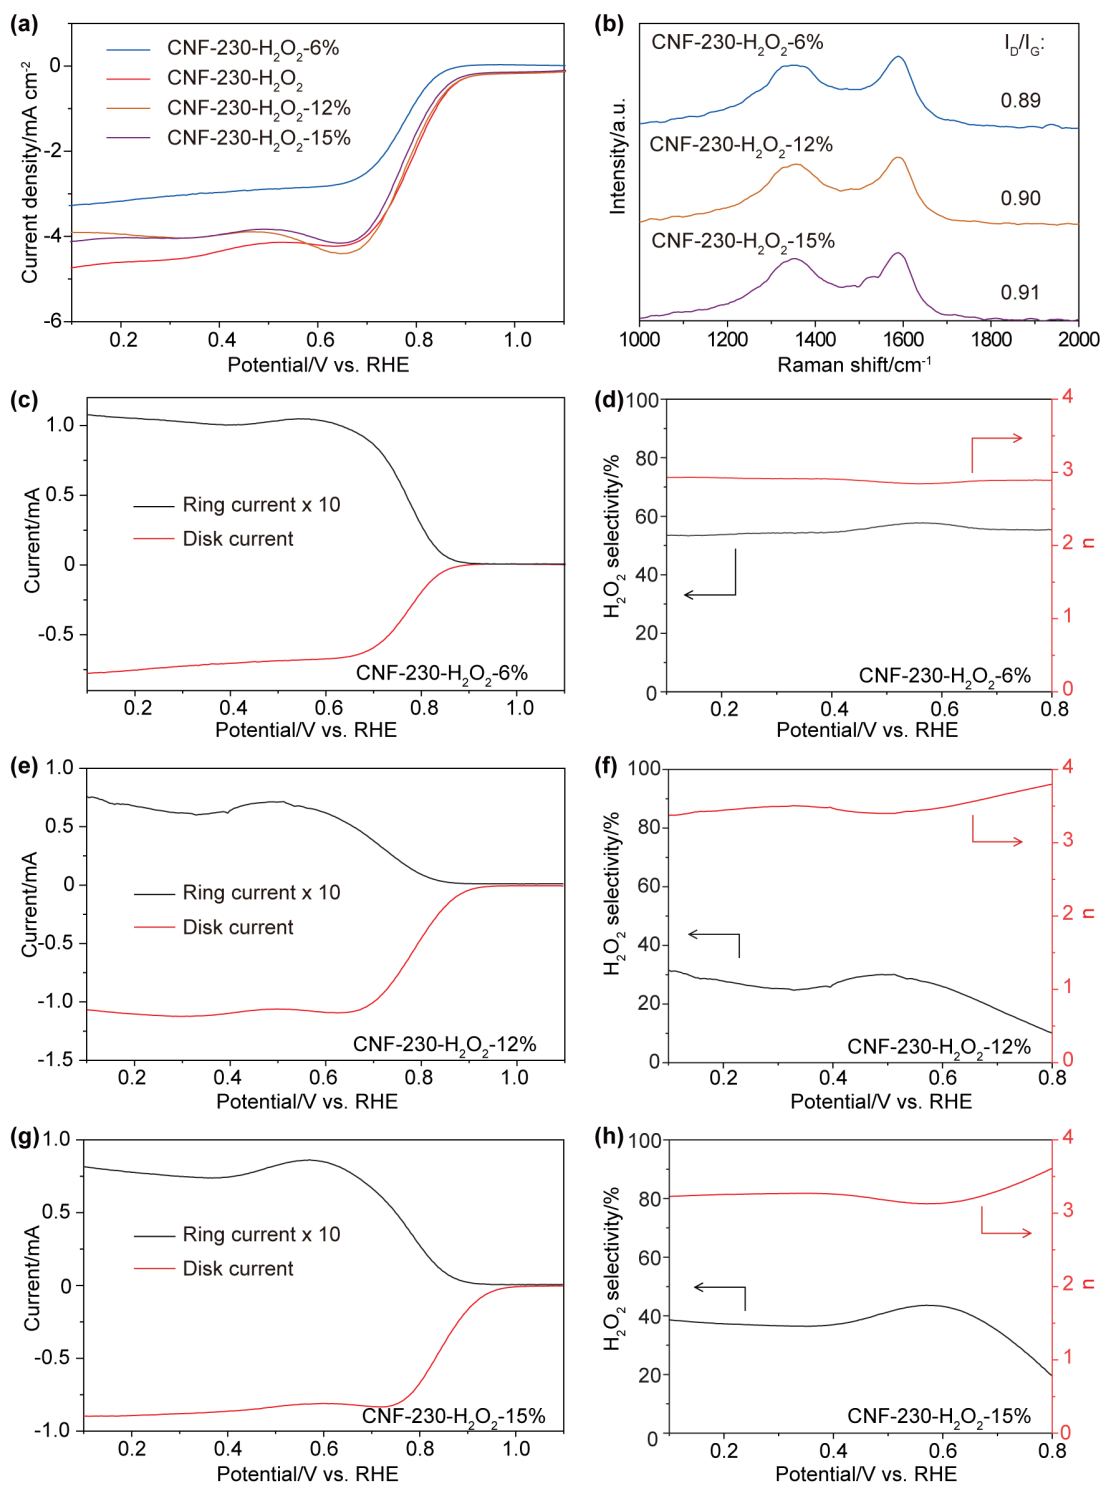 (a)
CNF-230-H₂O₂-6%
CNF-230-H₂O₂
CNF-230-H₂O₂-12%
CNF-230-H₂O₂-15%
Current density/mA cm⁻²
0
-2
-4
-6
0.2 0.4 0.6 0.8 1.0
Potential/V vs. RHE
(b)
CNF-230-H₂O₂-6%
I_D/I_G:
0.89
CNF-230-H₂O₂-12%
0.90
CNF-230-H₂O₂-15%
0.91
Intensity/a.u.
1000 1200 1400 1600 1800 2000
Raman shift/cm⁻¹
(c)
1.0
0.5
0
-0.5
Current/mA
Ring current x 10
Disk current
CNF-230-H₂O₂-6%
0.2 0.4 0.6 0.8 1.0
Potential/V vs. RHE
(d)
100
80
60
40
20
0
H₂O₂ selectivity/%
4
3
2
1
0
n
CNF-230-H₂O₂-6%
0.2 0.4 0.6 0.8
Potential/V vs. RHE
(e)
1.0
0.5
0
-0.5
-1.0
-1.5
Current/mA
Ring current x 10
Disk current
CNF-230-H₂O₂-12%
0.2 0.4 0.6 0.8 1.0
Potential/V vs. RHE
(f)
100
80
60
40
20
0
H₂O₂ selectivity/%
4
3
2
1
0
n
CNF-230-H₂O₂-12%
0.2 0.4 0.6 0.8
Potential/V vs. RHE
(g)
1.0
0.5
0
-0.5
-1.0
Current/mA
Ring current x 10
Disk current
CNF-230-H₂O₂-15%
0.2 0.4 0.6 0.8 1.0
Potential/V vs. RHE
(h)
100
80
60
40
20
0
H₂O₂ selectivity/%
4
3
2
1
0
n
CNF-230-H₂O₂-15%
0.2 0.4 0.6 0.8
Potential/V vs. RHE